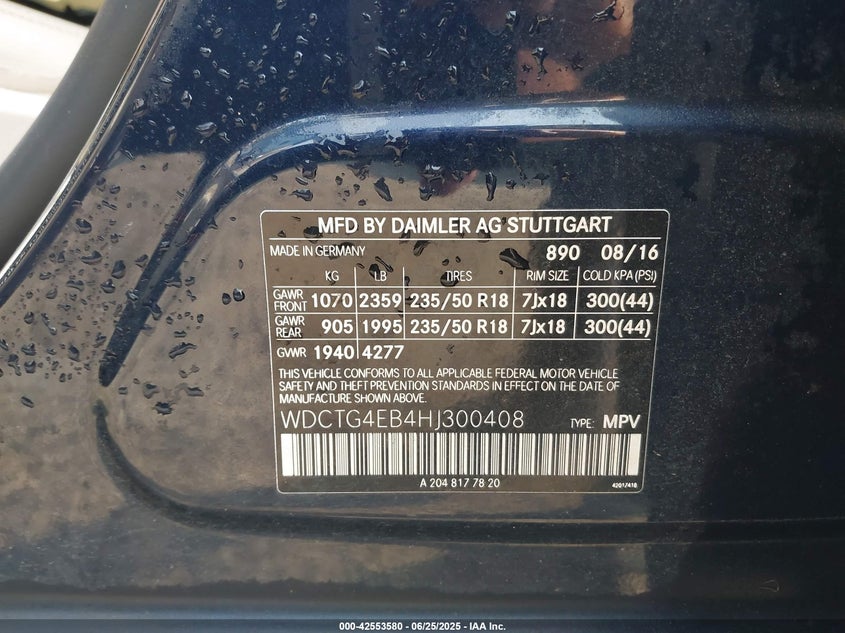 MFD BY DAIMLER AG STUTTGART
MADE IN GERMANY 890 08/16
KG LB TIRES RIM SIZE COLD KPA (PSI)
GAWR FRONT 1070 2359 235/50 R18 7Jx18 300(44)
GAWR REAR 905 1995 235/50 R18 7Jx18 300(44)
GVWR 1940 4277
THIS VEHICLE CONFORMS TO ALL APPLICABLE FEDERAL MOTOR VEHICLE
SAFETY AND THEFT PREVENTION STANDARDS IN EFFECT ON THE DATE OF
MANUFACTURE SHOWN ABOVE.
WDCTG4EB4HJ300408 TYPE: MPV
A 204 817 78 20
000-42553580 / 06/25/2025 - IAA Inc.